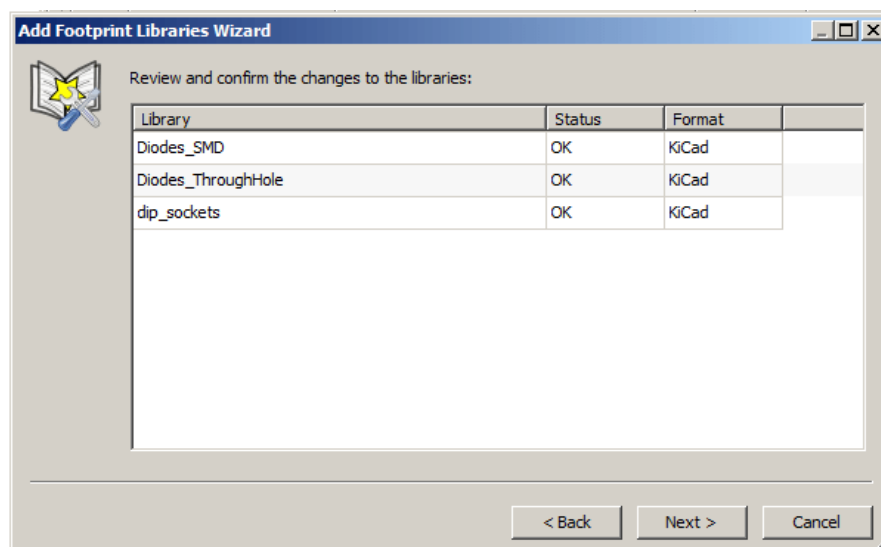 Add Footprint Libraries Wizard
Review and confirm the changes to the libraries:
Library Status Format
Diodes_SMD OK KiCad
Diodes_ThroughHole OK KiCad
dip_sockets OK KiCad
< Back Next > Cancel